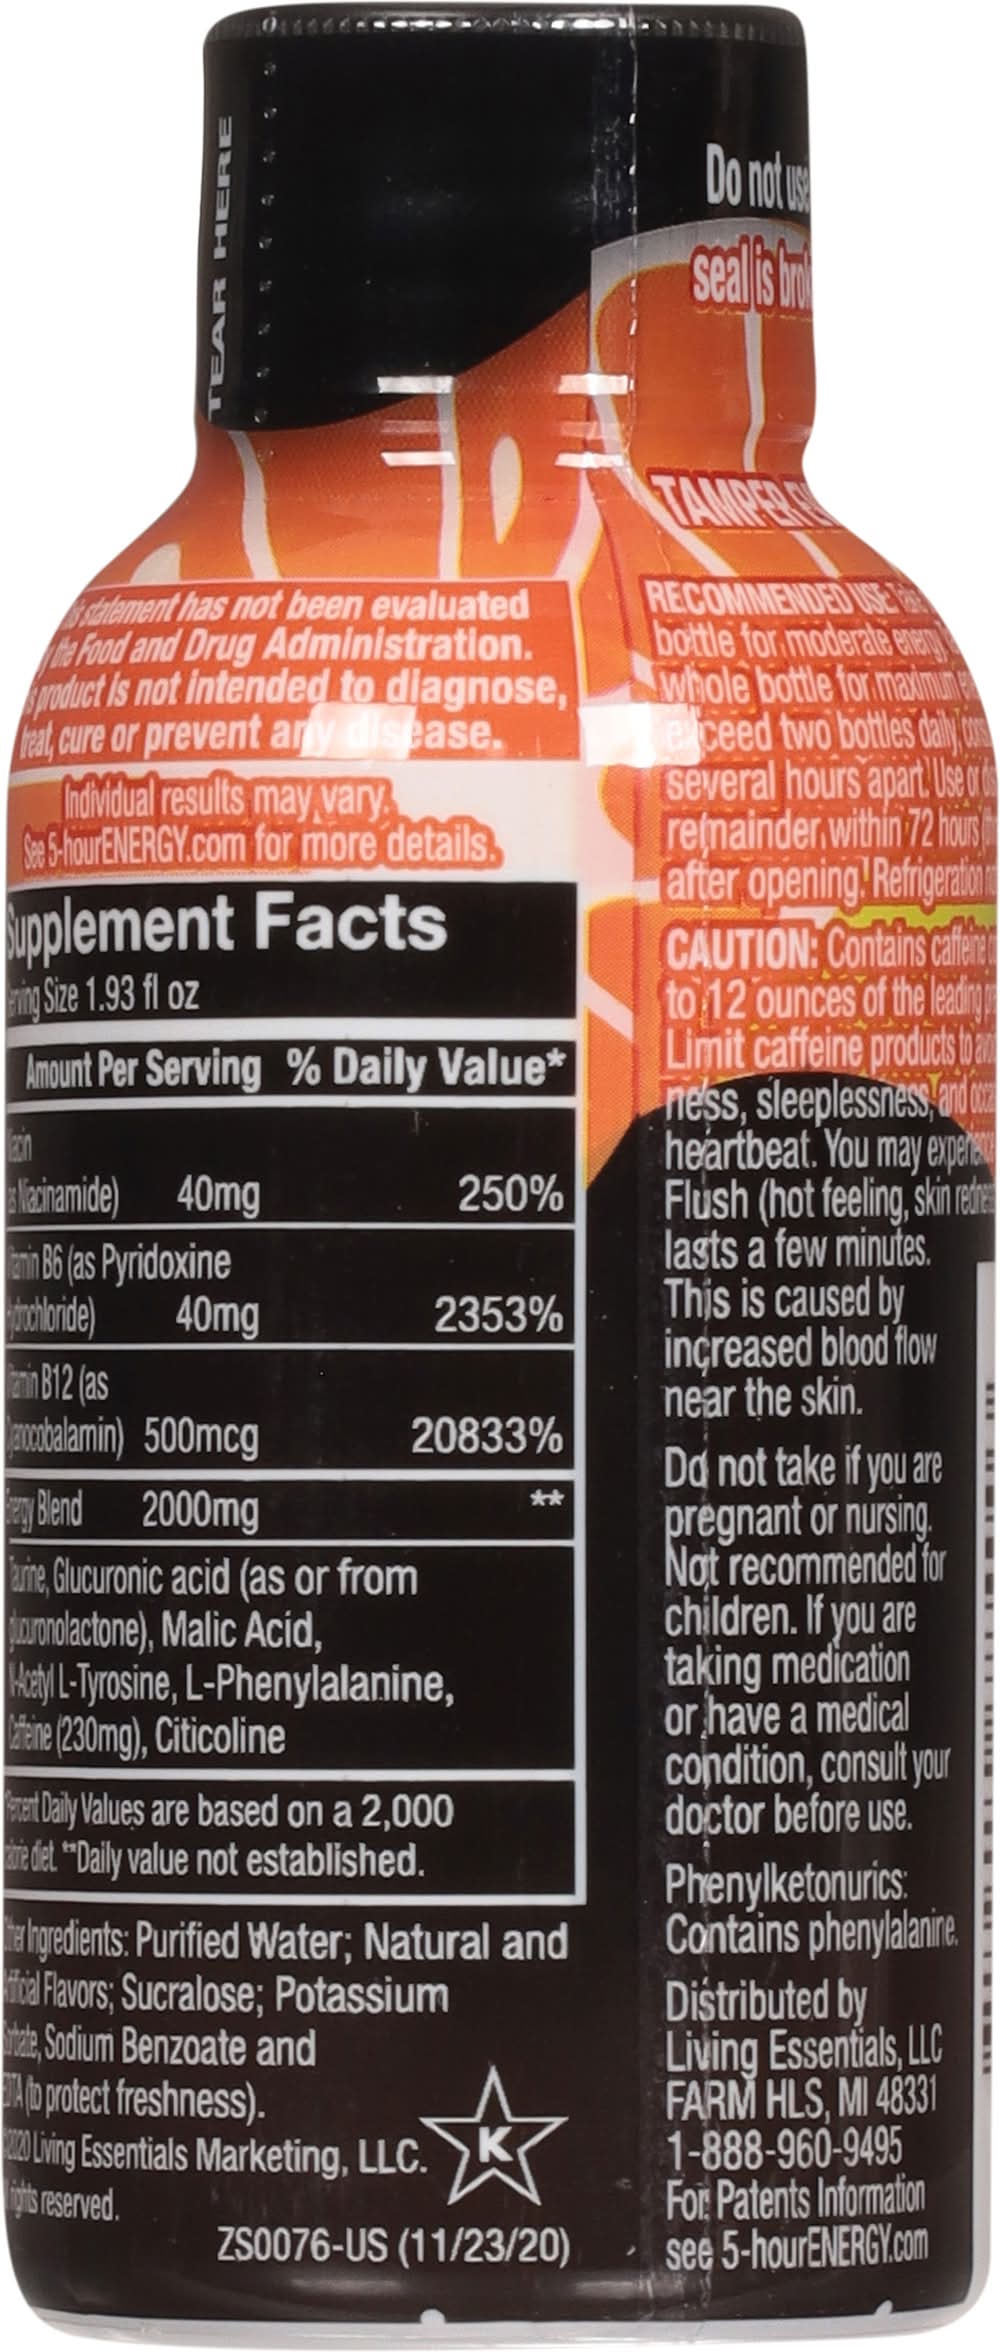 TEAR HERE
Do not use
seal is
TAMPER
statement has not been evaluated
the Food and Drug Administration.
product is not intended to diagnose,
treat, cure or prevent any disease.
Individual results may vary.
See 5-hourENERGY.com for more details.
Supplement Facts
Serving Size 1.93 fl oz
Amount Per Serving % Daily Value*
Niacin
(as Niacinamide) 40mg 250%
Vitamin B6 (as Pyridoxine
Hydrochloride) 40mg 2353%
Vitamin B12 (as
Cyanocobalamin) 500mcg 20833%
Energy Blend 2000mg **
Taurine, Glucuronic acid (as or from
glucuronolactone), Malic Acid,
N-Acetyl L-Tyrosine, L-Phenylalanine,
Caffeine (230mg), Citicoline
*Percent Daily Values are based on a 2,000
calorie diet. **Daily value not established.
Other Ingredients: Purified Water; Natural and
Artificial Flavors; Sucralose; Potassium
Sorbate, Sodium Benzoate and
EDTA (to protect freshness).
©2020 Living Essentials Marketing, LLC.
rights reserved.
K
ZS0076-US (11/23/20)
RECOMMENDED USE:
bottle for moderate energy.
whole bottle for maximum
exceed two bottles daily,
several hours apart. Use or
remainder within 72 hours
after opening. Refrigeration
CAUTION: Contains caffeine
to 12 ounces of the leading
Limit caffeine products to
ness, sleeplessness, and
heartbeat. You may experience
Flush (hot feeling, skin redness
lasts a few minutes.
This is caused by
increased blood flow
near the skin.
Do not take if you are
pregnant or nursing.
Not recommended for
children. If you are
taking medication
or have a medical
condition, consult your
doctor before use.
Phenylketonurics:
Contains phenylalanine.
Distributed by
Living Essentials, LLC
FARM HLS, MI 48331
1-888-960-9495
For Patents Information
see 5-hourENERGY.com